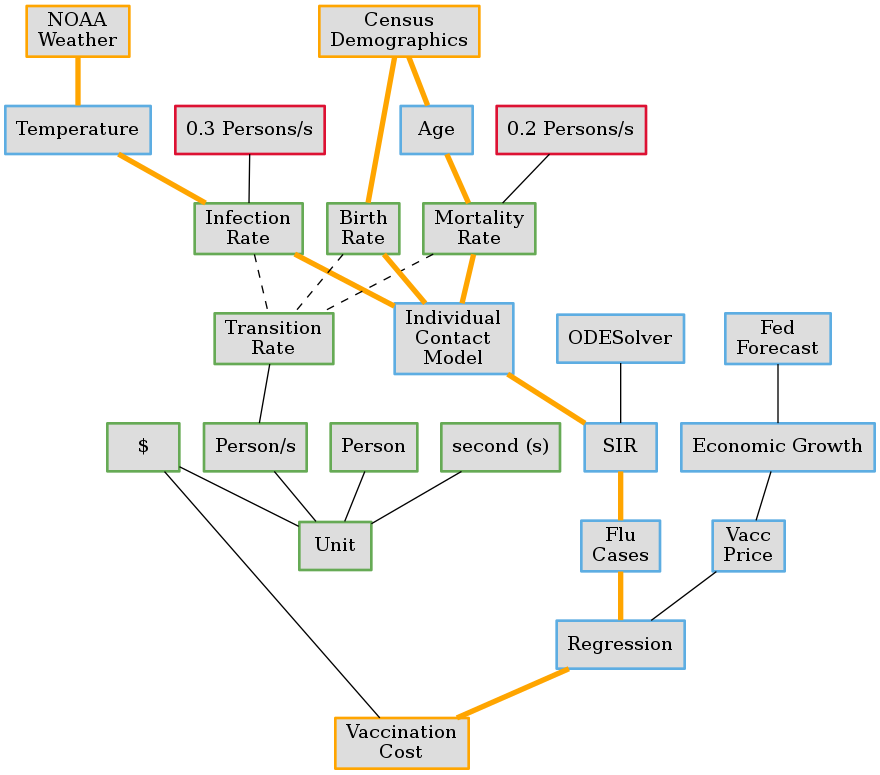 NOAA
Weather
Census
Demographics
Temperature
0.3 Persons/s
Age
0.2 Persons/s
Infection
Rate
Birth
Rate
Mortality
Rate
Transition
Rate
Individual
Contact
Model
ODESolver
Fed
Forecast
$
Person/s
Person
second (s)
SIR
Economic Growth
Unit
Flu
Cases
Vacc
Price
Regression
Vaccination
Cost